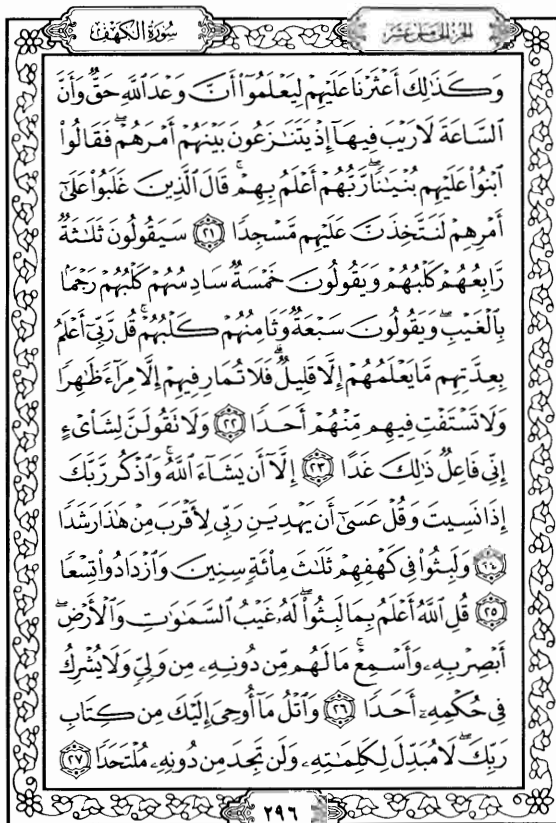 سُورَةُ الكَهْفِ
الجُزْءُ الخَامِسَ عَشَرَ
وَكَذَٰلِكَ أَعْثَرْنَا عَلَيْهِمْ لِيَعْلَمُوٓا۟ أَنَّ وَعْدَ ٱللَّهِ حَقٌّ وَأَنَّ
ٱلسَّاعَةَ لَا رَيْبَ فِيهَآ إِذْ يَتَنَـٰزَعُونَ بَيْنَهُمْ أَمْرَهُمْ ۖ فَقَالُوا۟
ٱبْنُوا۟ عَلَيْهِم بُنْيَـٰنًا ۖ رَّبُّهُمْ أَعْلَمُ بِهِمْ ۚ قَالَ ٱلَّذِينَ غَلَبُوا۟ عَلَىٰٓ
أَمْرِهِمْ لَنَتَّخِذَنَّ عَلَيْهِم مَّسْجِدًا ٢١ سَيَقُولُونَ ثَلَـٰثَةٌ
رَّابِعُهُمْ كَلْبُهُمْ وَيَقُولُونَ خَمْسَةٌ سَادِسُهُمْ كَلْبُهُمْ رَجْمًۢا
بِٱلْغَيْبِ ۖ وَيَقُولُونَ سَبْعَةٌ وَثَامِنُهُمْ كَلْبُهُمْ ۚ قُل رَّبِّىٓ أَعْلَمُ
بِعِدَّتِهِم مَّا يَعْلَمُهُمْ إِلَّا قَلِيلٌ ۗ فَلَا تُمَارِ فِيهِمْ إِلَّا مِرَآءً ظَـٰهِرًا
وَلَا تَسْتَفْتِ فِيهِم مِّنْهُمْ أَحَدًا ٢٢ وَلَا تَقُولَنَّ لِشَا۟ىْءٍ
إِنِّى فَاعِلٌ ذَٰلِكَ غَدًا ٢٣ إِلَّآ أَن يَشَآءَ ٱللَّهُ ۚ وَٱذْكُر رَّبَّكَ
إِذَا نَسِيتَ وَقُلْ عَسَىٰٓ أَن يَهْدِيَنِ رَبِّى لِأَقْرَبَ مِنْ هَـٰذَا رَشَدًا
٢٤ وَلَبِثُوا۟ فِى كَهْفِهِمْ ثَلَـٰثَ مِا۟ئَةٍ سِنِينَ وَٱزْدَادُوا۟ تِسْعًا
٢٥ قُلِ ٱللَّهُ أَعْلَمُ بِمَا لَبِثُوا۟ ۖ لَهُۥ غَيْبُ ٱلسَّمَـٰوَٰتِ وَٱلْأَرْضِ ۖ
أَبْصِرْ بِهِۦ وَأَسْمِعْ ۚ مَا لَهُم مِّن دُونِهِۦ مِن وَلِىٍّ وَلَا يُشْرِكُ
فِى حُكْمِهِۦٓ أَحَدًا ٢٦ وَٱتْلُ مَآ أُوحِىَ إِلَيْكَ مِن كِتَابِ
رَبِّكَ ۖ لَا مُبَدِّلَ لِكَلِمَـٰتِهِۦ وَلَن تَجِدَ مِن دُونِهِۦ مُلْتَحَدًا ٢٧
٢٩٦